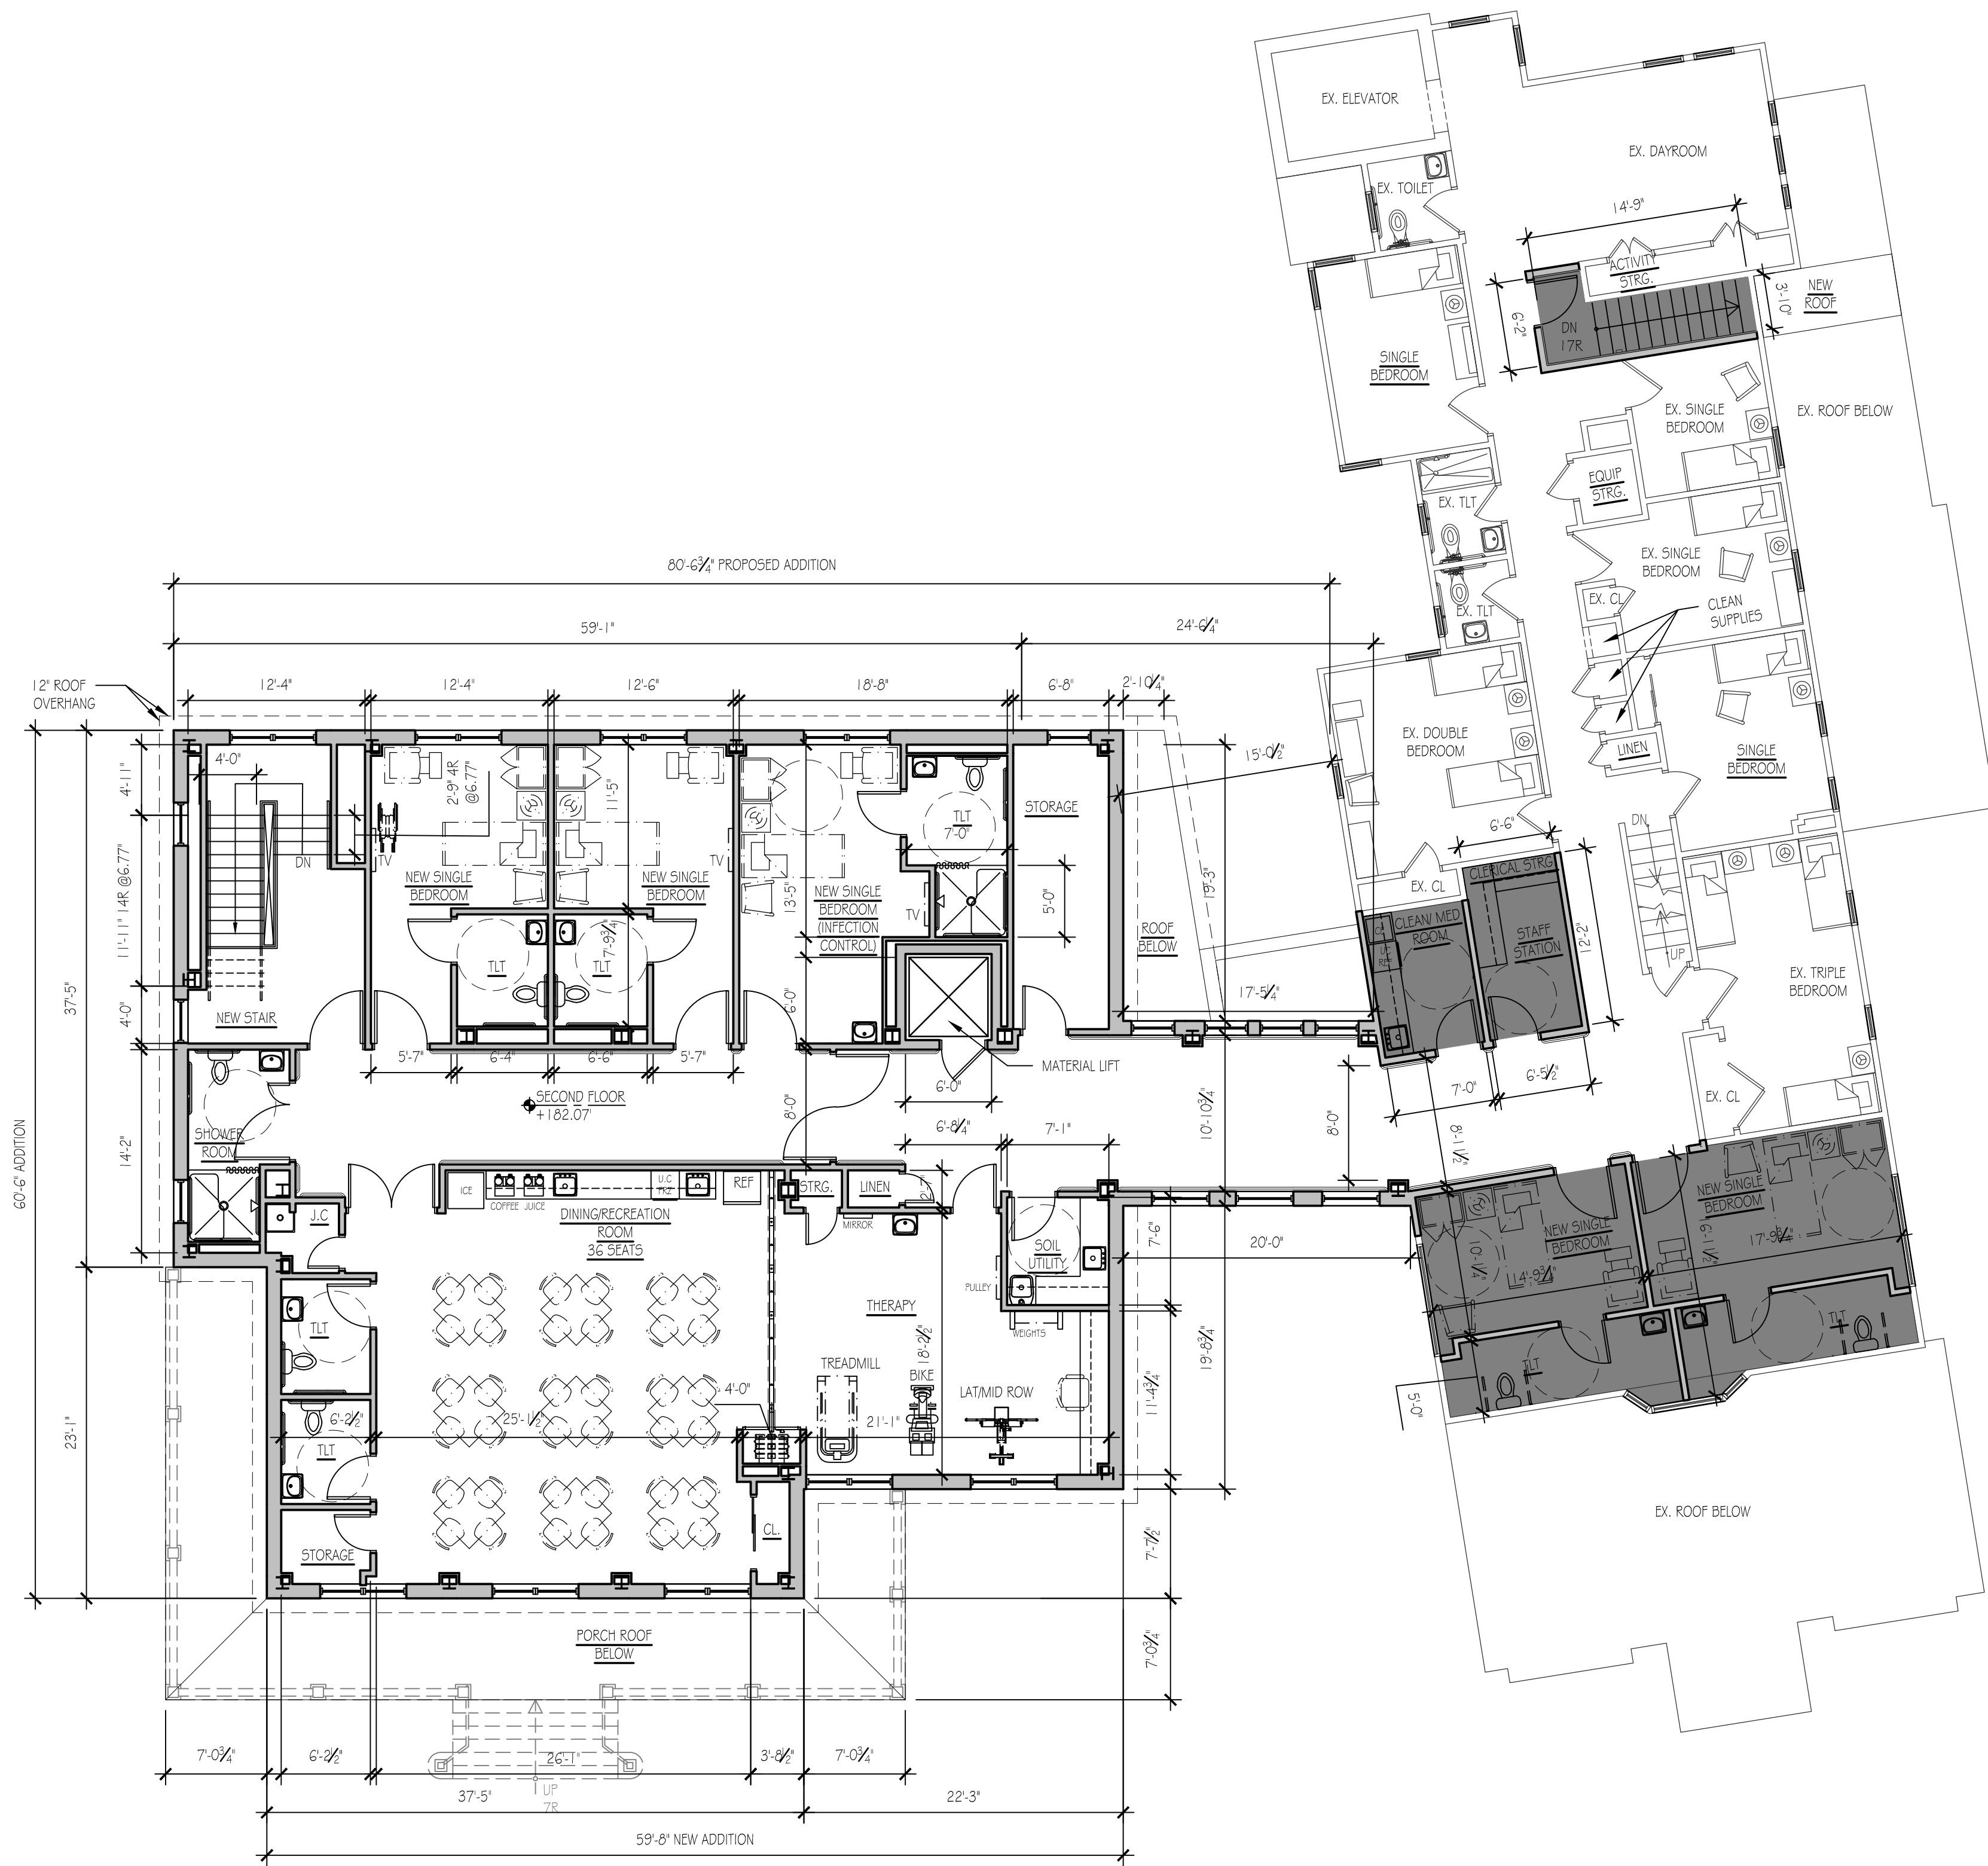 EX. ELEVATOR
EX. DAYROOM
EX. TOILET
14'-9"
ACTIVITY
STRG.
NEW
ROOF
3'-10"
6'-2"
DN
17R
SINGLE
BEDROOM
EX. SINGLE
BEDROOM
EX. ROOF BELOW
EQUIP
STRG.
EX. TLT
EX. SINGLE
BEDROOM
EX. CL
CLEAN
SUPPLIES
EX. TLT
80'-6¾" PROPOSED ADDITION
59'-1"
24'-6¼"
12" ROOF
OVERHANG
12'-4"
12'-4"
12'-6"
18'-8"
6'-8"
2'-10¼"
EX. DOUBLE
BEDROOM
LINEN
SINGLE
BEDROOM
15'-0½"
4'-11"
4'-0"
2'-9" 4R
@6.77"
11'-5"
TLT
7'-0"
STORAGE
6'-6"
DN
DN
TV
TV
NEW SINGLE
BEDROOM
NEW SINGLE
BEDROOM
13'-5"
NEW SINGLE
BEDROOM
(INFECTION
CONTROL)
TV
5'-0"
19'-3"
EX. CL
CLERICAL STRG
11'-11" 14R @6.77"
ROOF
BELOW
CLEAN/ MED
ROOM
STAFF
STATION
12'-2"
7'-9¾"
TLT
TLT
UP
EX. TRIPLE
BEDROOM
37'-5"
4'-0"
NEW STAIR
6'-0"
17'-5¼"
5'-7"
6'-4"
6'-6"
5'-7"
MATERIAL LIFT
6'-0"
7'-0"
6'-5½"
SECOND FLOOR
+182.07'
8'-0"
6'-8¼"
7'-1"
10'-10¾"
8'-0"
8'-1½"
EX. CL
60'-6" ADDITION
14'-2"
SHOWER
ROOM
ICE
COFFEE
JUICE
U.C
FRZ
REF
STRG.
LINEN
2'-7"
J.C
DINING/RECREATION
ROOM
36 SEATS
MIRROR
SOIL
UTILITY
7'-6"
20'-0"
NEW SINGLE
BEDROOM
NEW SINGLE
BEDROOM
10'-1¼"
14'-9¾"
6'-11½"
17'-9¾"
PULLEY
THERAPY
WEIGHTS
TLT
TLT
TLT
18'-2½"
19'-8¾"
11'-4¾"
TREADMILL
BIKE
LAT/MID ROW
4'-0"
5'-0"
23'-1"
6'-2½"
25'-1½"
21'-1"
TLT
CL.
STORAGE
7'-7½"
EX. ROOF BELOW
PORCH ROOF
BELOW
7'-0¾"
7'-0¾"
6'-2½"
26'-1"
3'-8½"
7'-0¾"
UP
7R
37'-5"
22'-3"
59'-8" NEW ADDITION